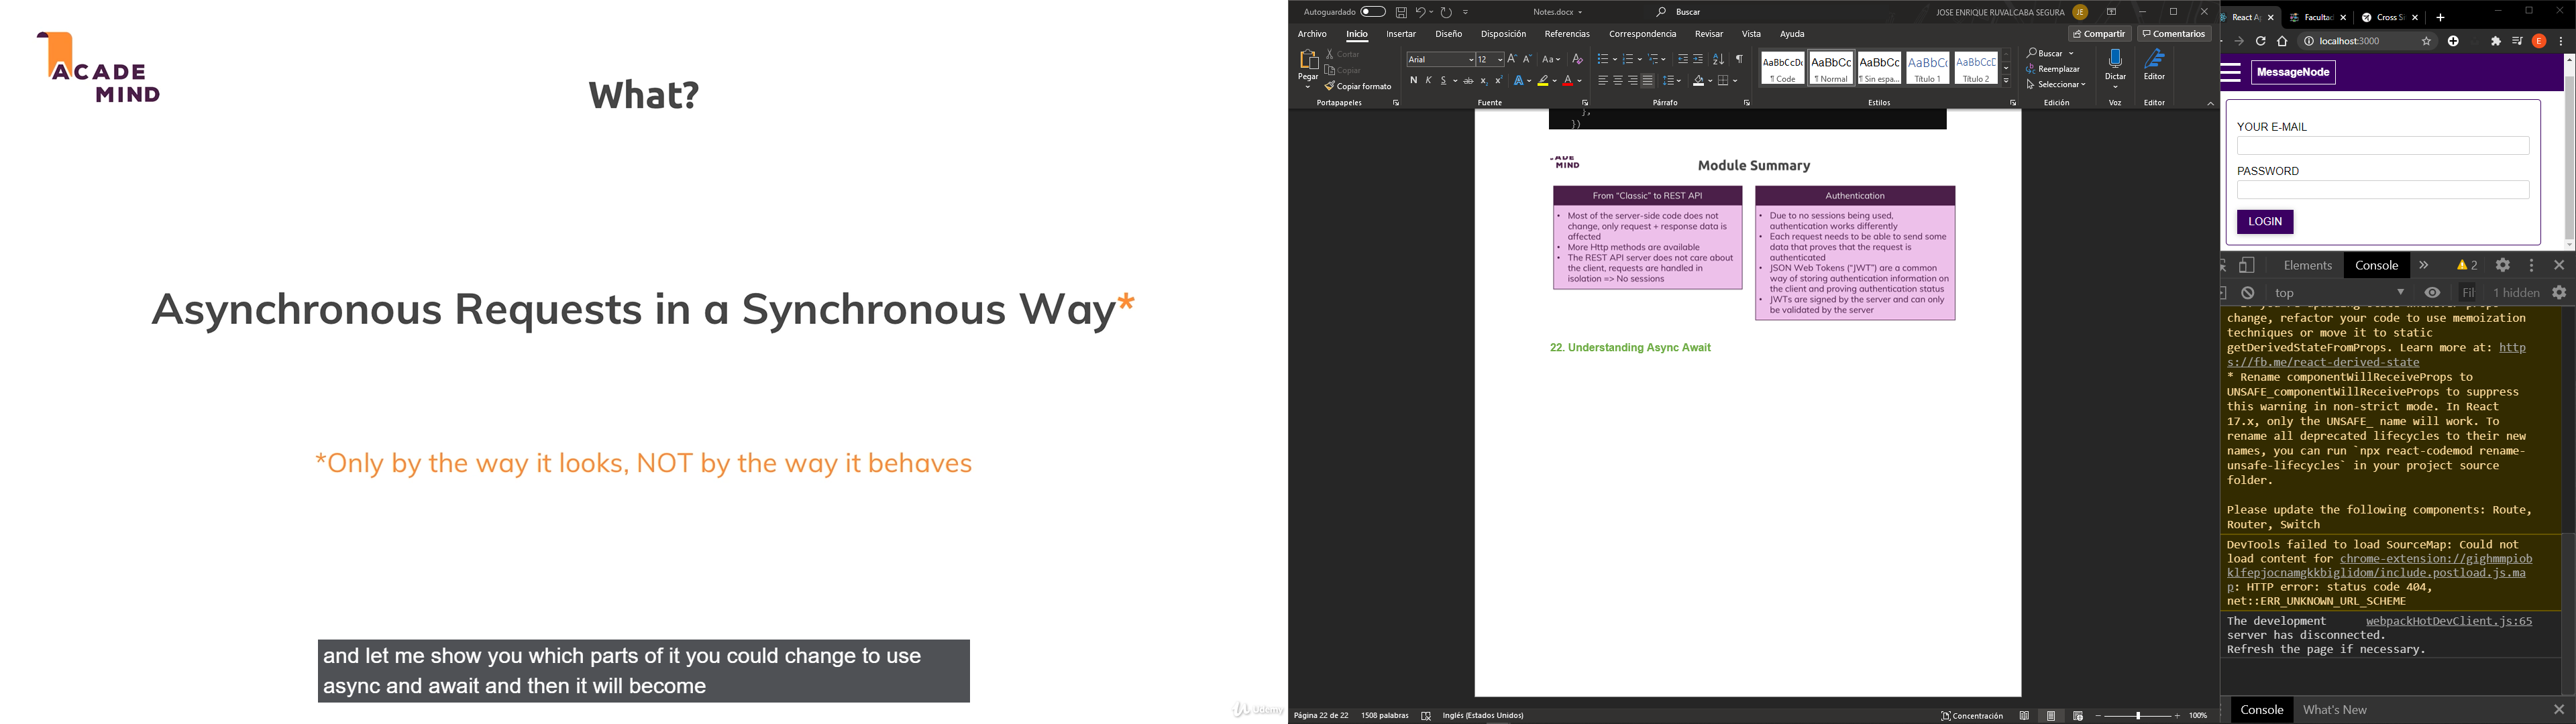 ACADE
MIND
What?
Asynchronous Requests in a Synchronous Way*
*Only by the way it looks, NOT by the way it behaves
and let me show you which parts of it you could change to use
async and await and then it will become
Udemy
Autoguardado
Notes.docx
Buscar
JOSE ENRIQUE RUVALCABA SEGURA
JE
Archivo Inicio Insertar Diseño Disposición Referencias Correspondencia Revisar Vista Ayuda
Compartir
Comentarios
Pegar
Cortar
Copiar
Copiar formato
Portapapeles
Arial
12
N K S
Fuente
Párrafo
AaBbCcDc AaBbCc AaBbCc AaBbC AaBbCcD
¶ Code ¶ Normal ¶ Sin espa... Título 1 Título 2
Estilos
Buscar
Reemplazar
Seleccionar
Edición
Dictar
Voz
Editor
Editor
},
})
MIND
Module Summary
From “Classic” to REST API
• Most of the server-side code does not
change, only request + response data is
affected
• More Http methods are available
• The REST API server does not care about
the client, requests are handled in
isolation => No sessions
Authentication
• Due to no sessions being used,
authentication works differently
• Each request needs to be able to send some
data that proves that the request is
authenticated
• JSON Web Tokens (“JWT”) are a common
way of storing authentication information on
the client and proving authentication status
• JWTs are signed by the server and can only
be validated by the server
22. Understanding Async Await
Página 22 de 22
1508 palabras
Inglés (Estados Unidos)
Concentración
100%
React Ap
Facultad
Cross Si
localhost:3000
E
MessageNode
YOUR E-MAIL
PASSWORD
LOGIN
Elements
Console
2
top
Fil
1 hidden
change, refactor your code to use memoization
techniques or move it to static
getDerivedStateFromProps. Learn more at: http
s://fb.me/react-derived-state
* Rename componentWillReceiveProps to
UNSAFE_componentWillReceiveProps to suppress
this warning in non-strict mode. In React
17.x, only the UNSAFE_ name will work. To
rename all deprecated lifecycles to their new
names, you can run `npx react-codemod rename-
unsafe-lifecycles` in your project source
folder.
Please update the following components: Route,
Router, Switch
DevTools failed to load SourceMap: Could not
load content for chrome-extension://gighmmpiob
klfepjocnamgkkbiglidom/include.postload.js.ma
p: HTTP error: status code 404,
net::ERR_UNKNOWN_URL_SCHEME
The development webpackHotDevClient.js:65
server has disconnected.
Refresh the page if necessary.
Console
What's New